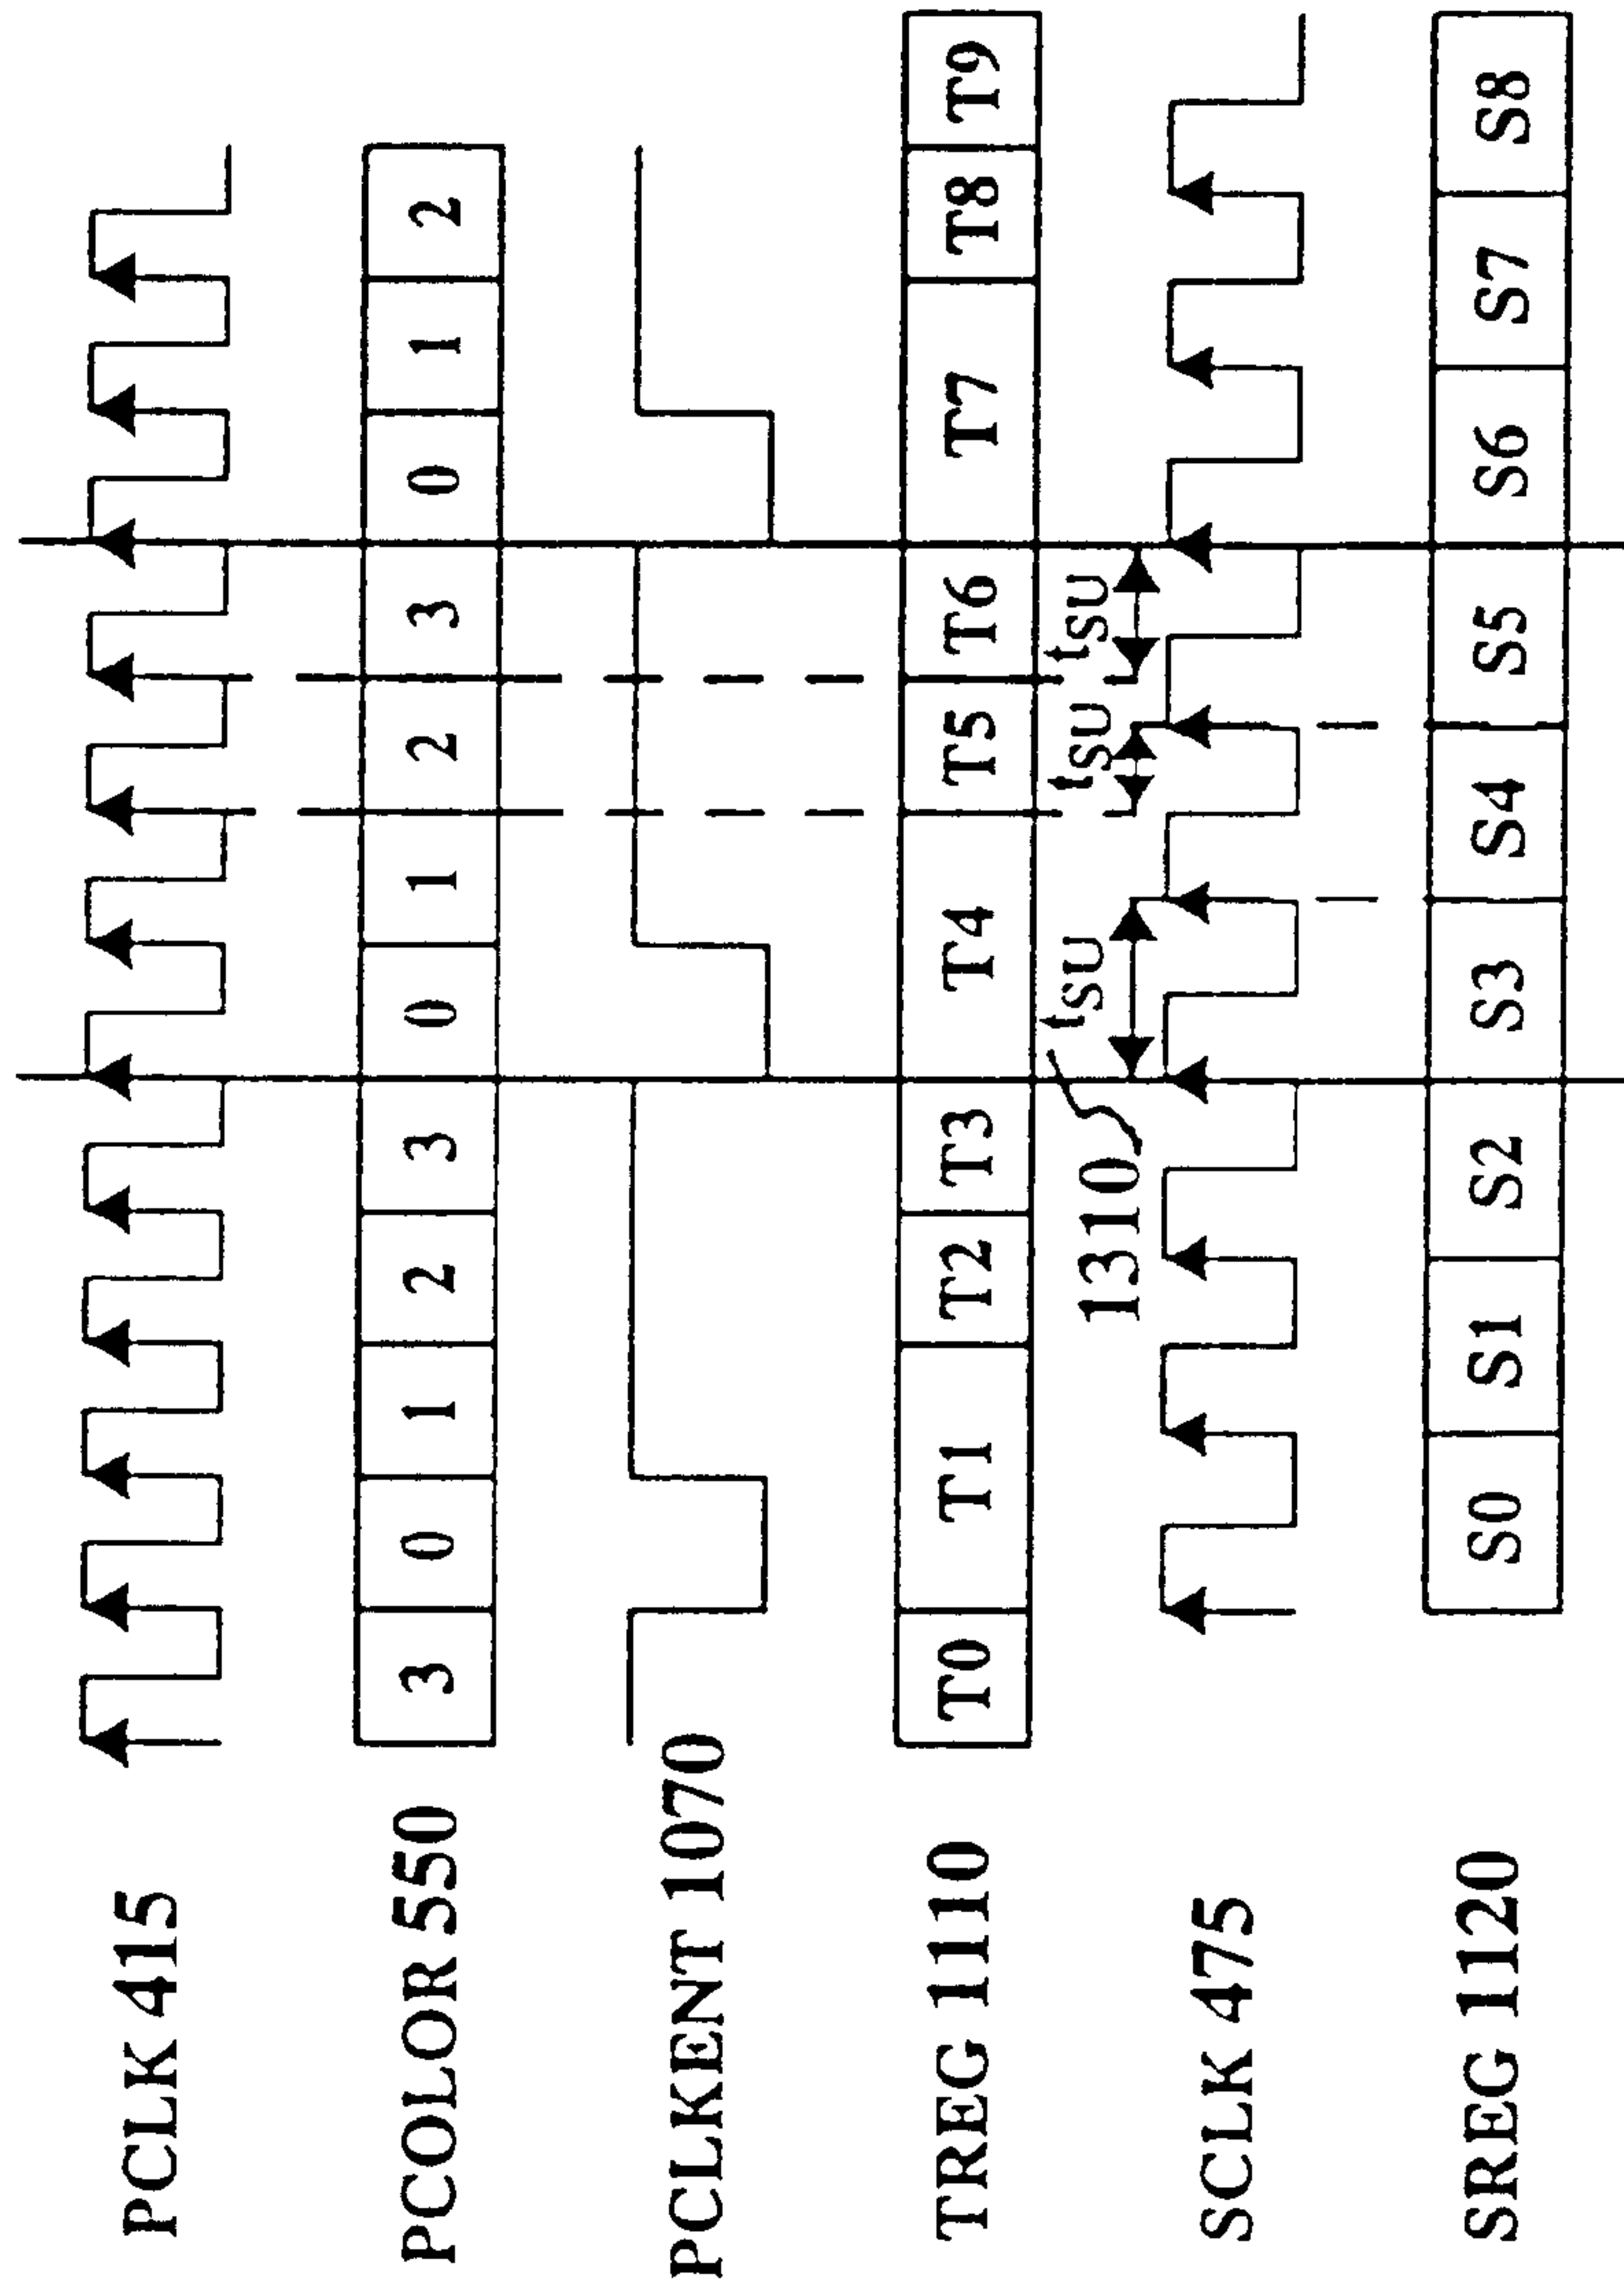 PCLK 415
PCOLOR 550 3 0 1 2 3 0 1 2 3 0 1 2
PCLKENT 1070
TREG 1110 T0 T1 T2 T3 T4 T5 T6 T7 T8 T9
1310 tSU tSU tSU
SCLK 475
SREG 1120 S0 S1 S2 S3 S4 S5 S6 S7 S8